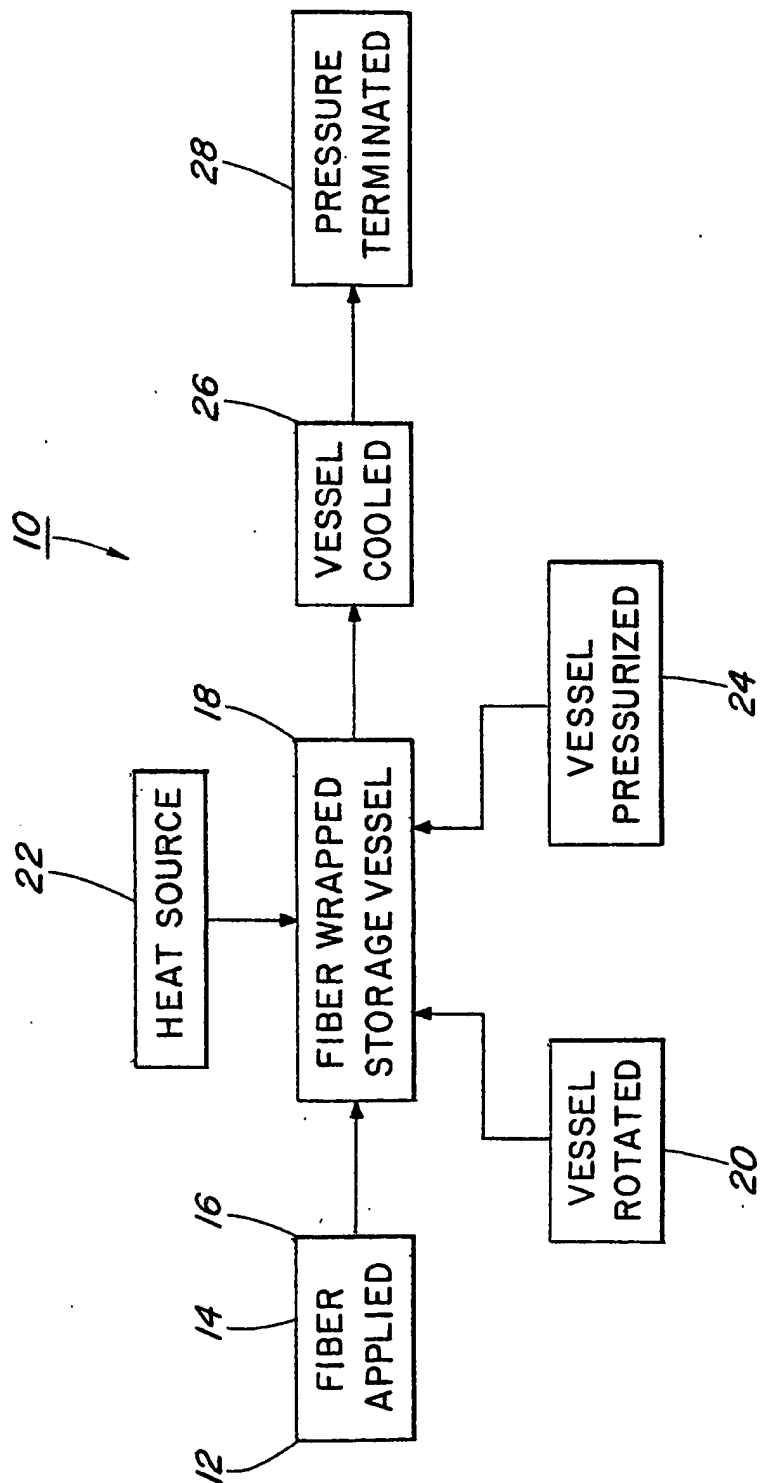 10
22
HEAT SOURCE
12
14
16
FIBER
APPLIED
18
FIBER WRAPPED
STORAGE VESSEL
26
VESSEL
COOLED
28
PRESSURE
TERMINATED
VESSEL
ROTATED
20
VESSEL
PRESSURIZED
24